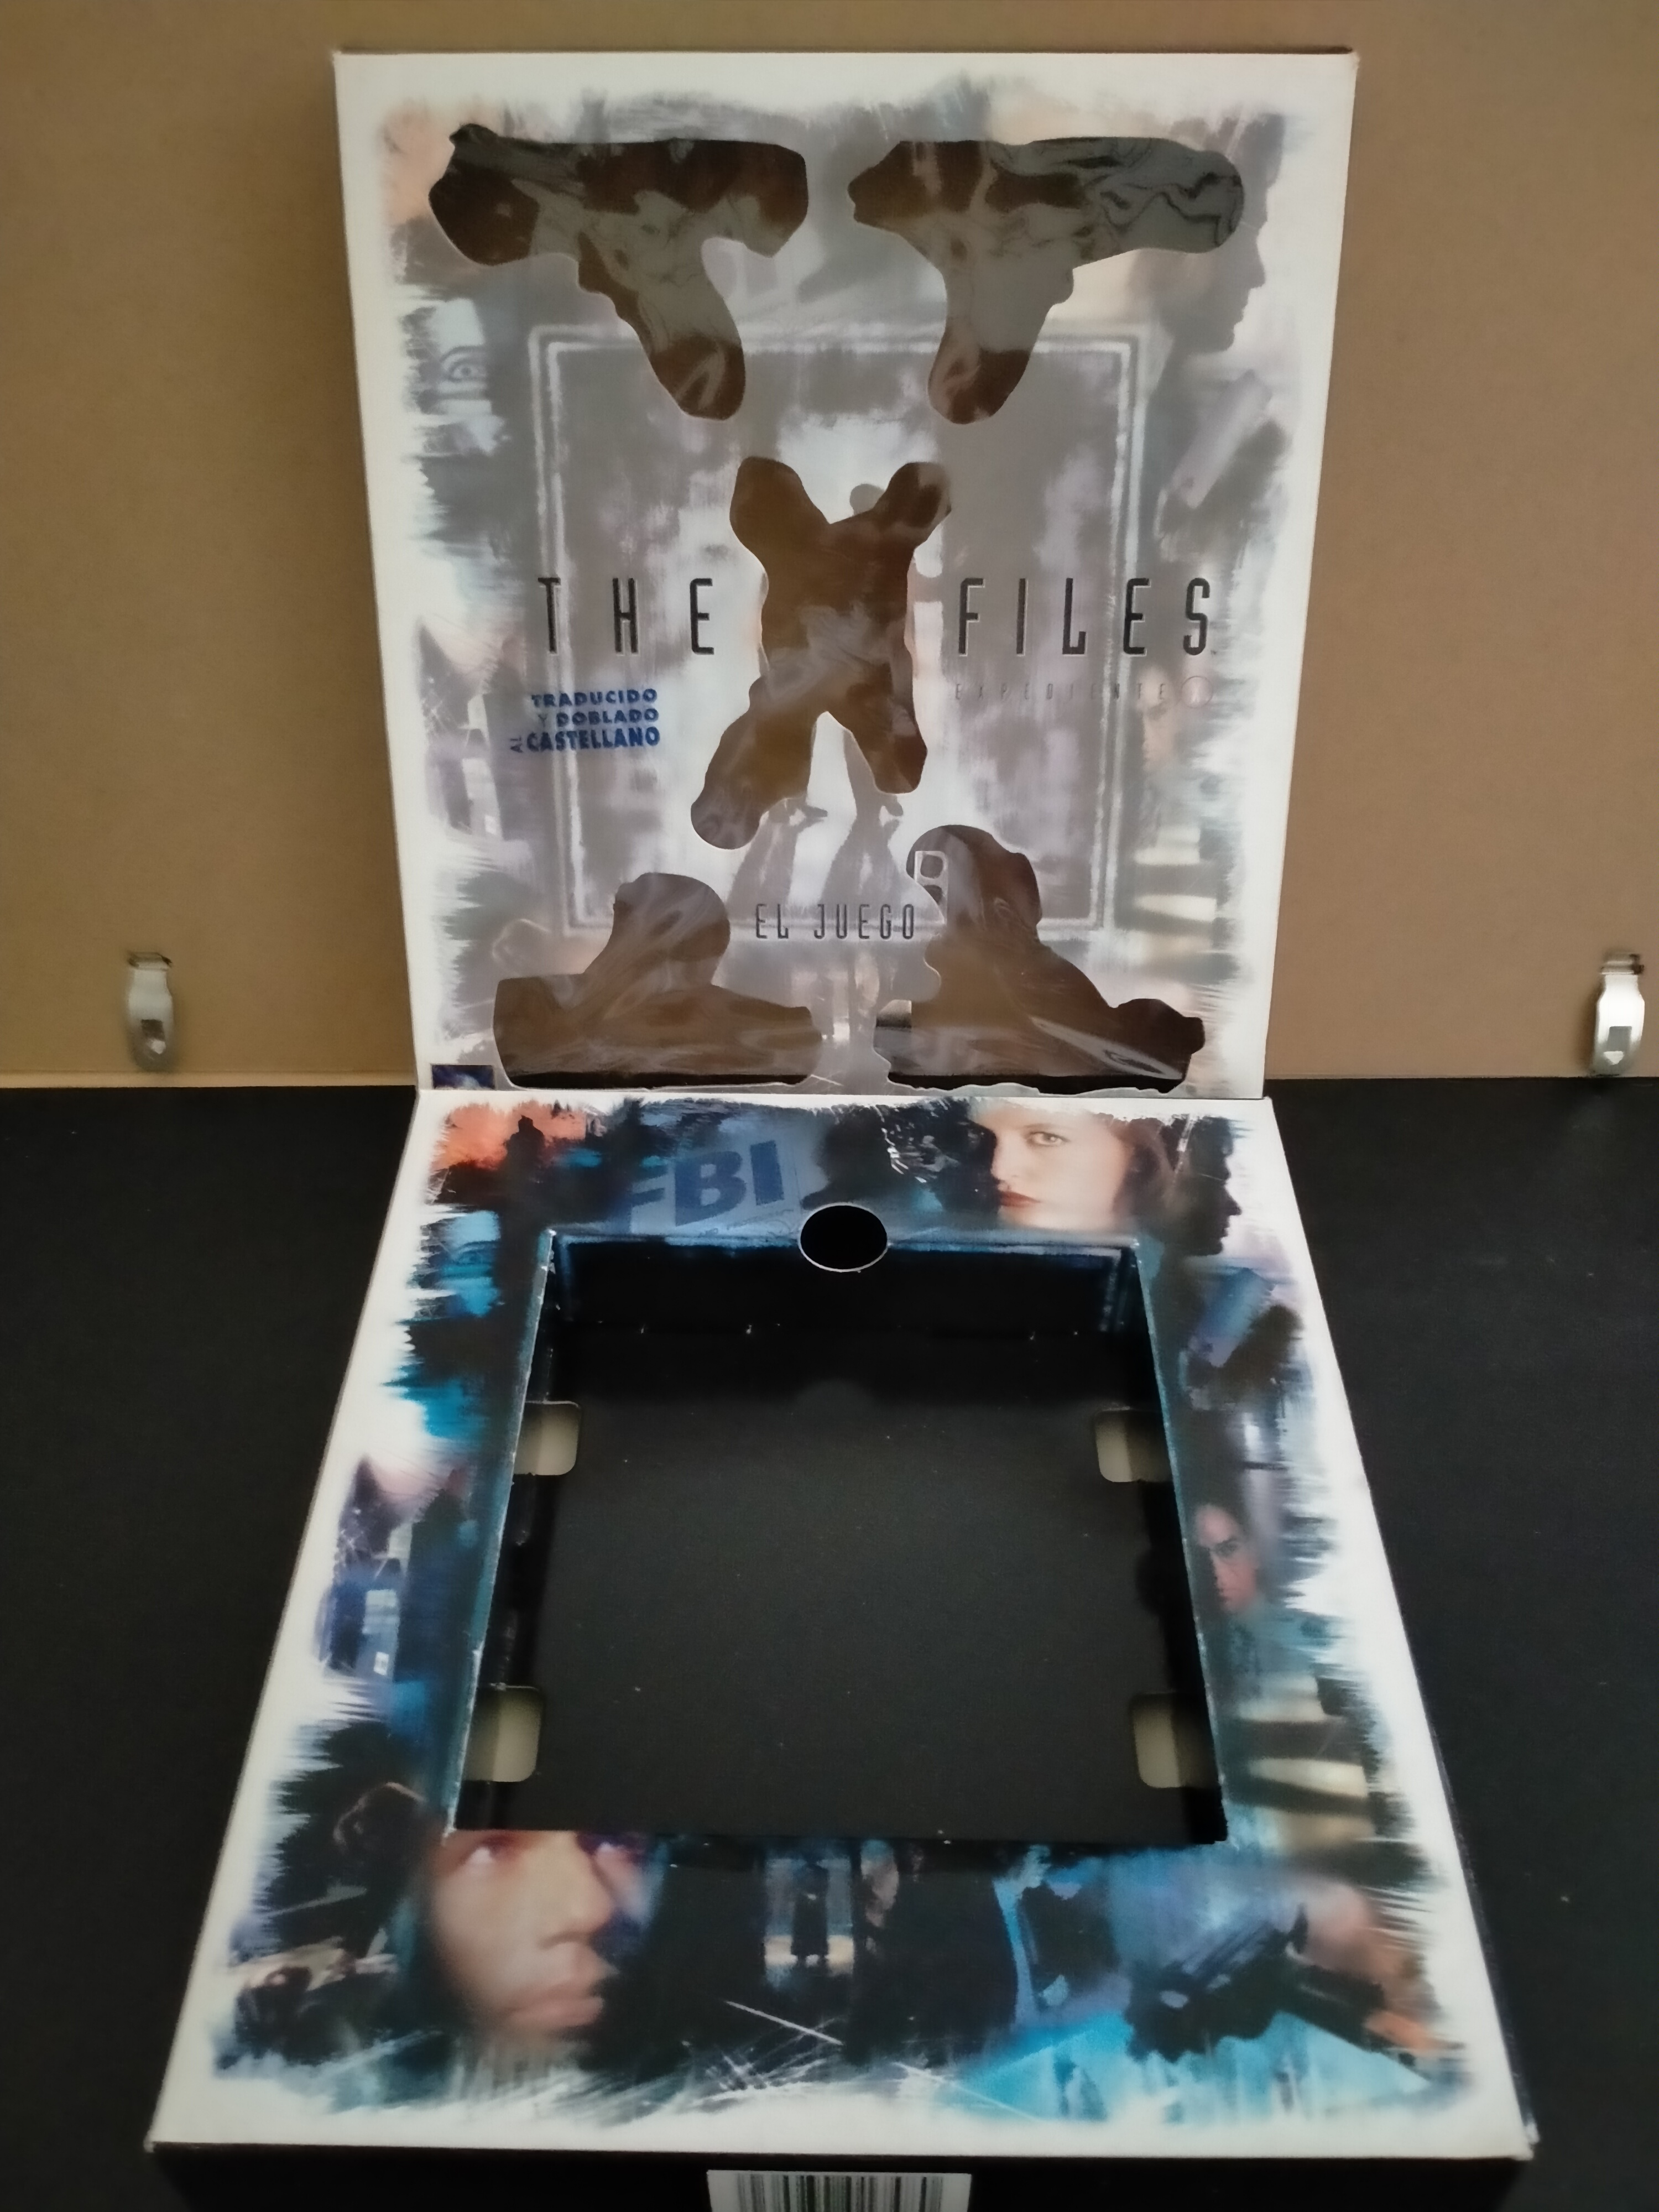 THE X FILES
EXPEDIENTE X
TRADUCIDO
Y DOBLADO
AL CASTELLANO
EL JUEGO
FBI